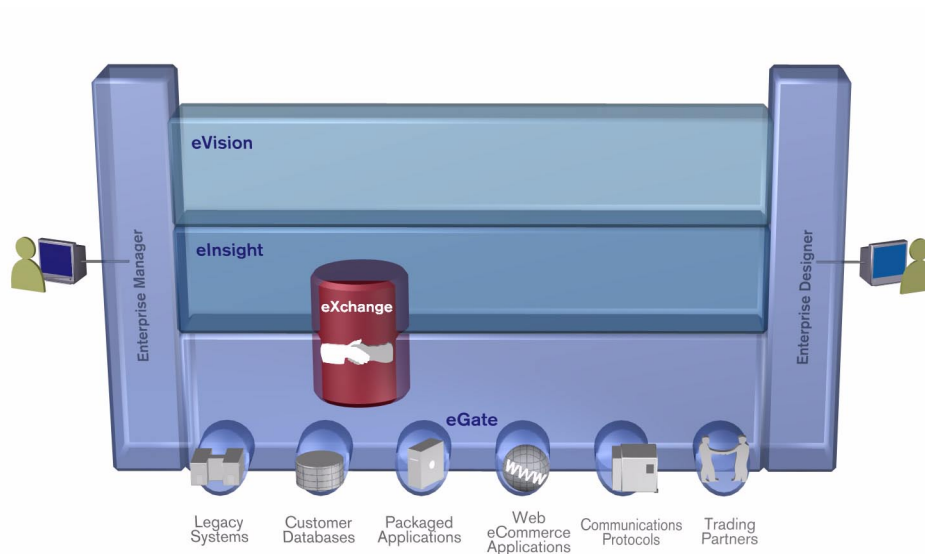 eVision
eInsight
Enterprise Manager
Enterprise Designer
eXchange
eGate
Legacy
Systems
Customer
Databases
Packaged
Applications
Web
eCommerce
Applications
Communications
Protocols
Trading
Partners
WWW